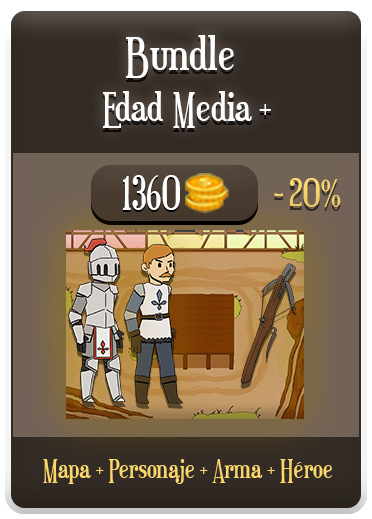 Bundle
Edad Media +
1360
- 20%
Mapa + Personaje + Arma + Héroe